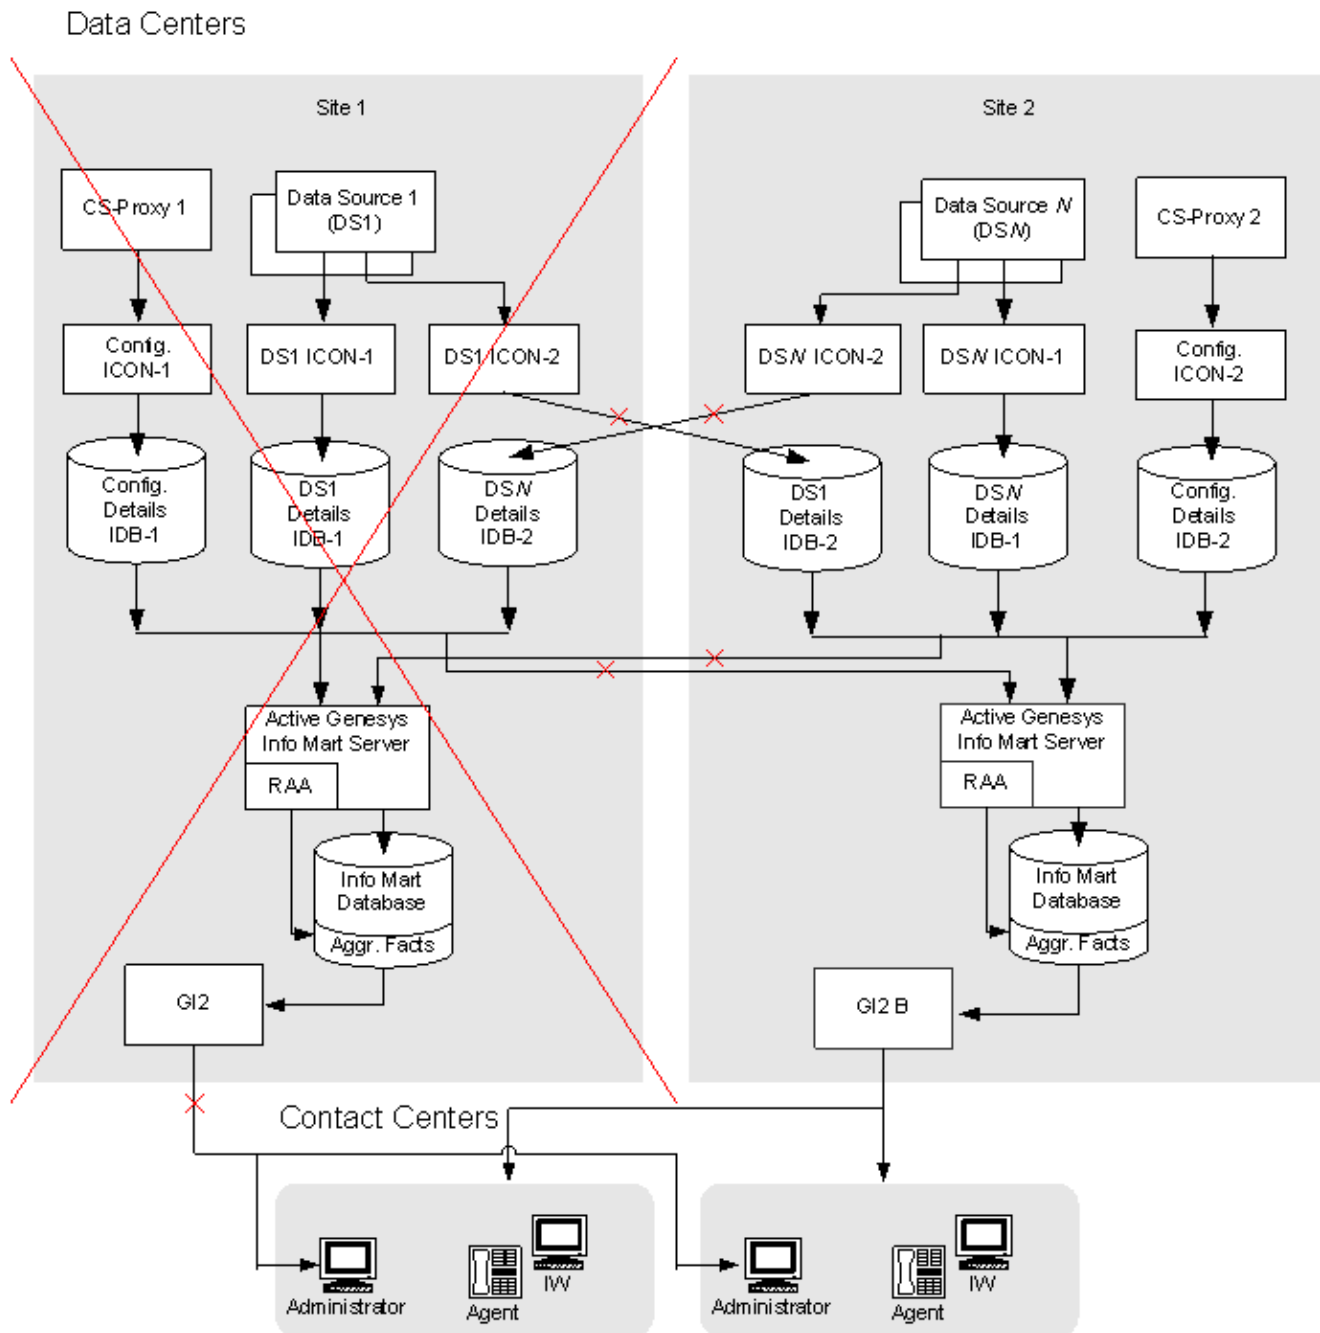 Data Centers
Site 1
Site 2
CS-Proxy 1
Data Source 1
(DS1)
Data Source N
(DSN)
CS-Proxy 2
Config.
ICON-1
DS1 ICON-1
DS1 ICON-2
DSN ICON-2
DSN ICON-1
Config.
ICON-2
Config.
Details
IDB-1
DS1
Details
IDB-1
DSN
Details
IDB-2
DS1
Details
IDB-2
DSN
Details
IDB-1
Config.
Details
IDB-2
Active Genesys
Info Mart Server
RAA
Active Genesys
Info Mart Server
RAA
Info Mart
Database
Aggr. Facts
Info Mart
Database
Aggr. Facts
GI2
GI2 B
Contact Centers
Administrator
Agent
IW
Administrator
Agent
IW